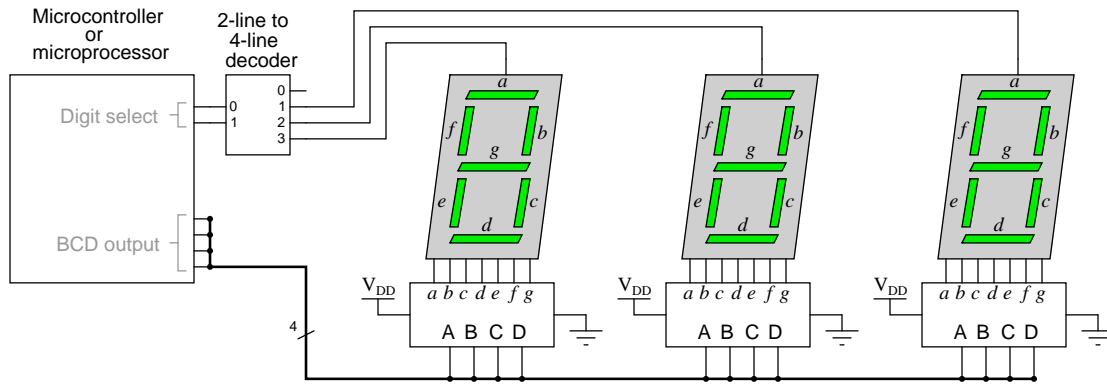 Microcontroller
or
microprocessor
2-line to
4-line
decoder
0
1
2
3
0
1
Digit select
BCD output
4
a
f
b
g
e
c
d
a
f
b
g
e
c
d
a
f
b
g
e
c
d
VDD
a b c d e f g
A B C D
VDD
a b c d e f g
A B C D
VDD
a b c d e f g
A B C D